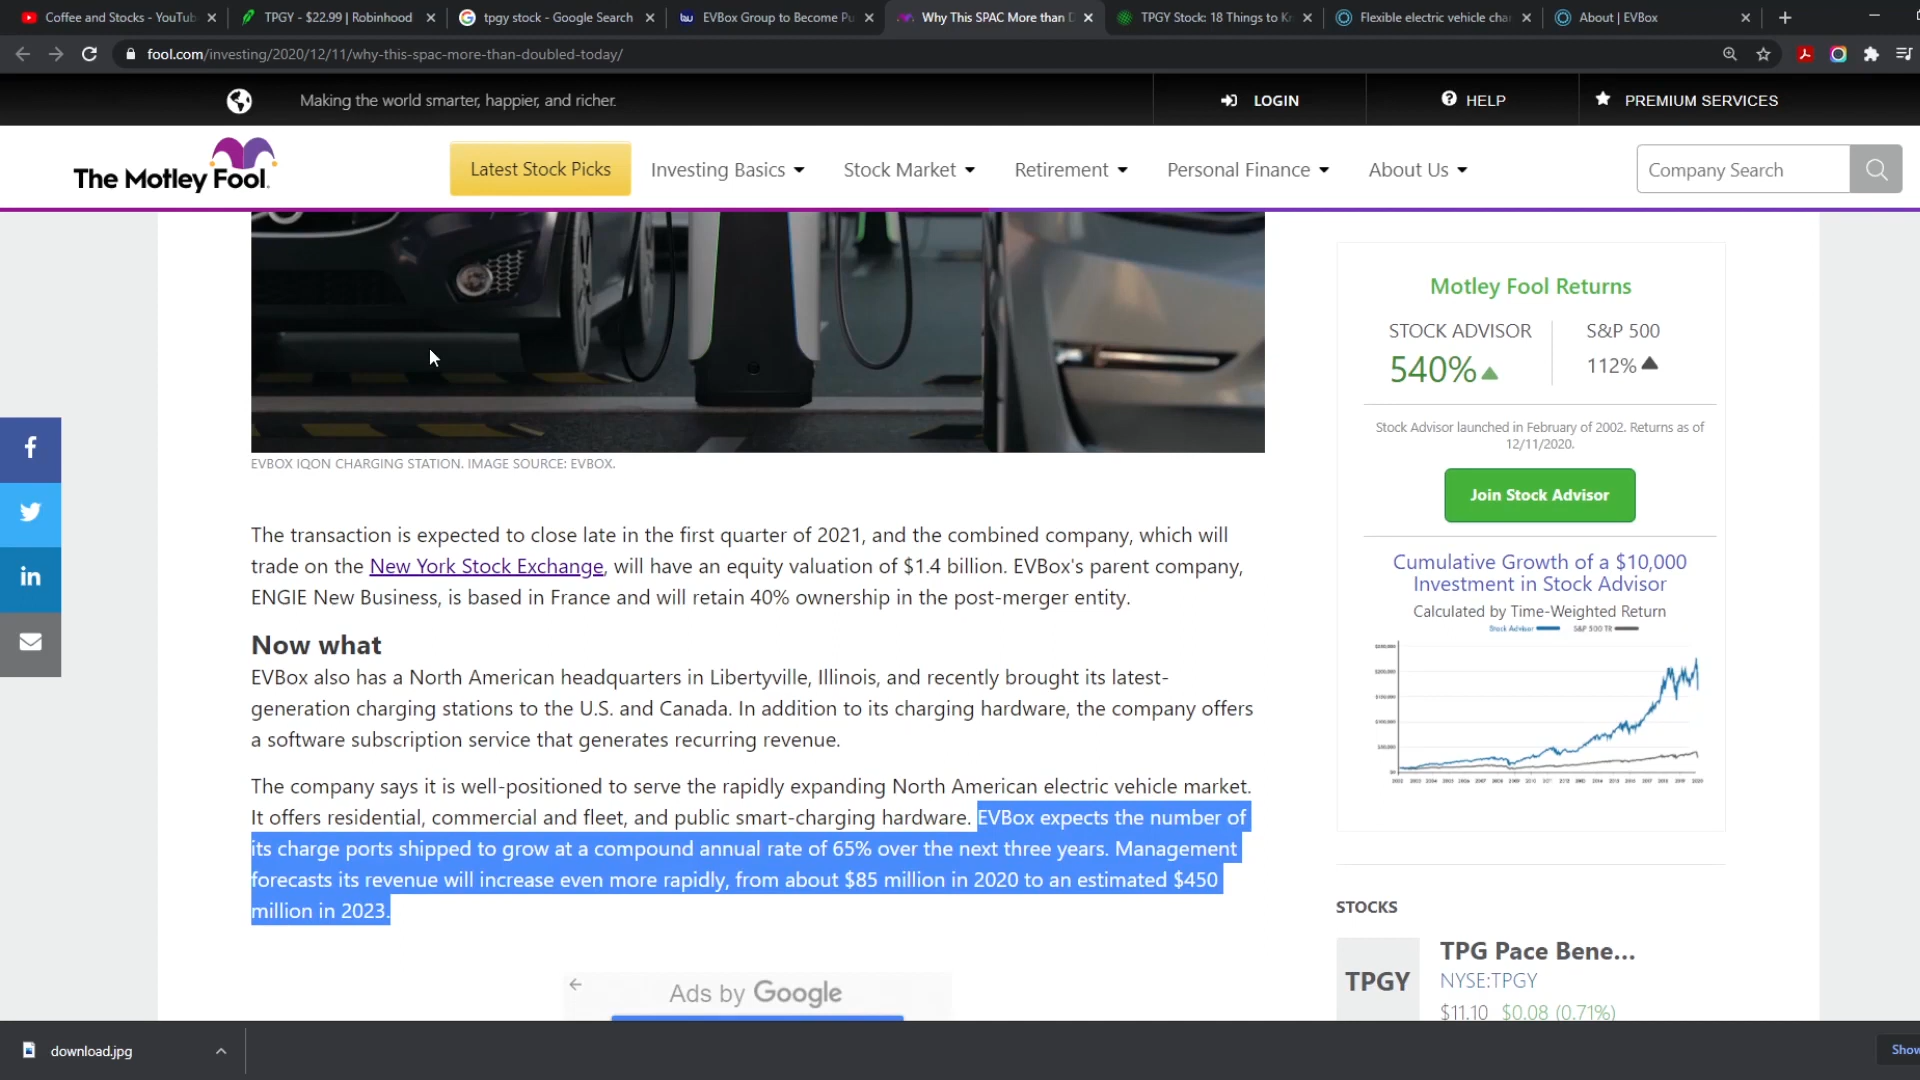 Coffee and Stocks - YouTub
TPGY - $22.99 | Robinhood
tpgy stock - Google Search
EVBox Group to Become Pu
Why This SPAC More than D
TPGY Stock: 18 Things to Kn
Flexible electric vehicle char
About | EVBox
fool.com/investing/2020/12/11/why-this-spac-more-than-doubled-today/
Making the world smarter, happier, and richer.
LOGIN
HELP
PREMIUM SERVICES
The Motley Fool.
Latest Stock Picks
Investing Basics
Stock Market
Retirement
Personal Finance
About Us
Company Search
EVBOX IQON CHARGING STATION. IMAGE SOURCE: EVBOX.
The transaction is expected to close late in the first quarter of 2021, and the combined company, which will
trade on the New York Stock Exchange, will have an equity valuation of $1.4 billion. EVBox's parent company,
ENGIE New Business, is based in France and will retain 40% ownership in the post-merger entity.
Now what
EVBox also has a North American headquarters in Libertyville, Illinois, and recently brought its latest-
generation charging stations to the U.S. and Canada. In addition to its charging hardware, the company offers
a software subscription service that generates recurring revenue.
The company says it is well-positioned to serve the rapidly expanding North American electric vehicle market.
It offers residential, commercial and fleet, and public smart-charging hardware. EVBox expects the number of
its charge ports shipped to grow at a compound annual rate of 65% over the next three years. Management
forecasts its revenue will increase even more rapidly, from about $85 million in 2020 to an estimated $450
million in 2023.
Ads by Google
Motley Fool Returns
STOCK ADVISOR
S&P 500
540%
112%
Stock Advisor launched in February of 2002. Returns as of
12/11/2020.
Join Stock Advisor
Cumulative Growth of a $10,000
Investment in Stock Advisor
Calculated by Time-Weighted Return
Stock Advisor
S&P 500 TR
STOCKS
TPGY
TPG Pace Bene...
NYSE:TPGY
$11.10 $0.08 (0.71%)
download.jpg
Show